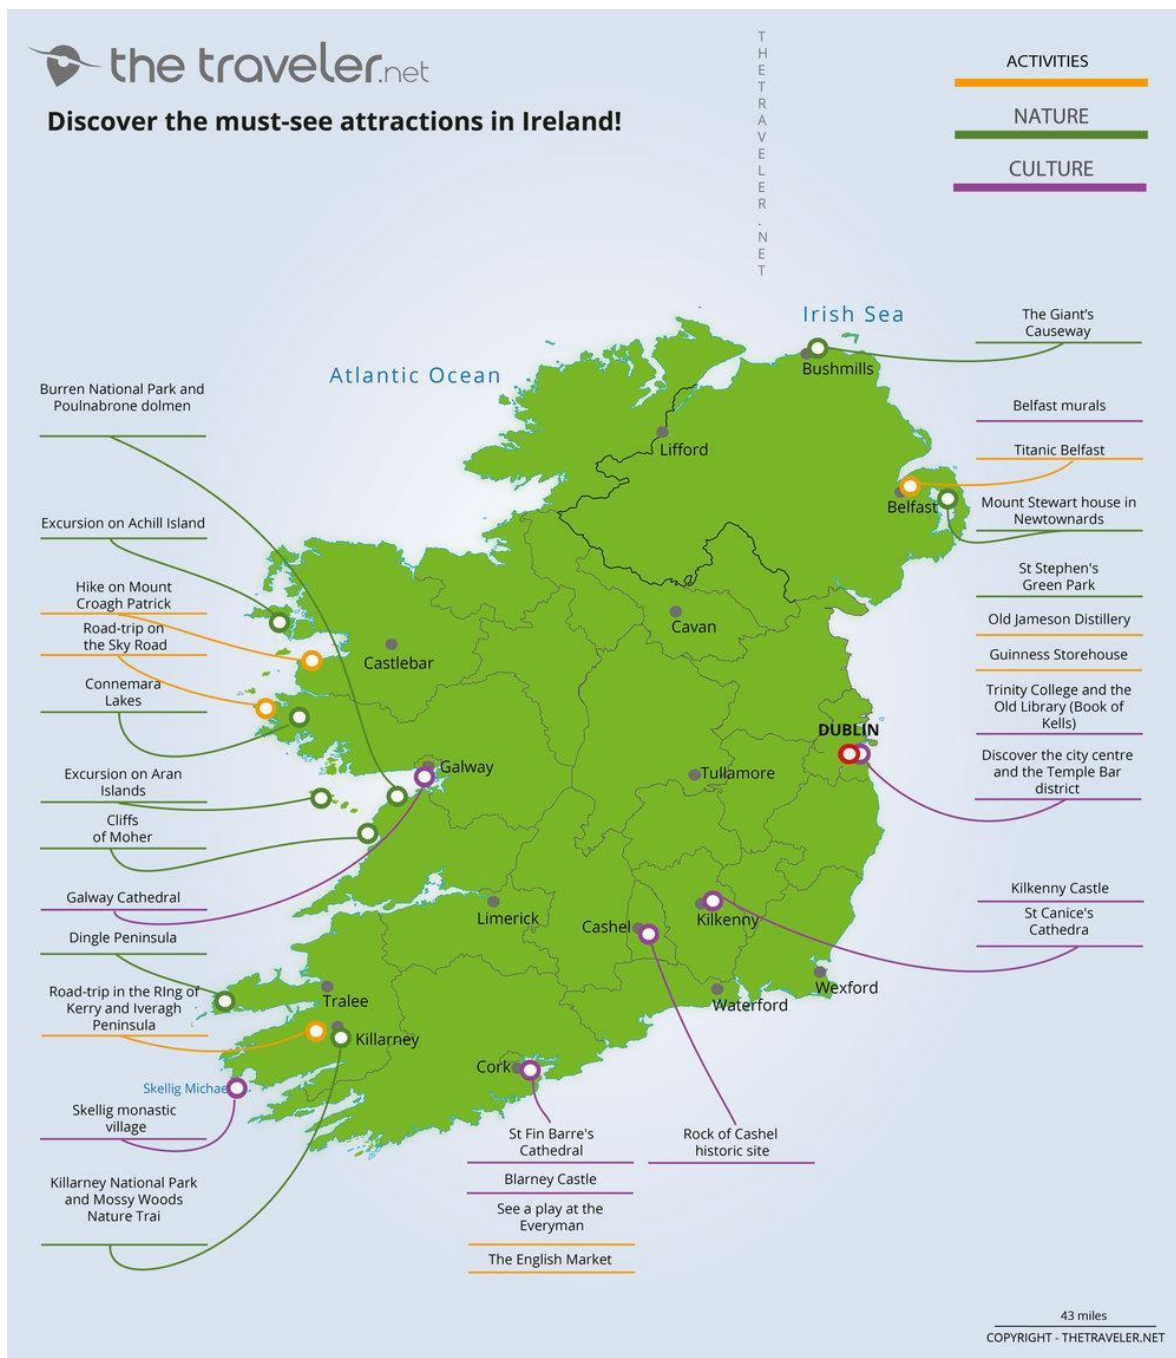 the traveler.net
Discover the must-see attractions in Ireland!
THETRAVELER.NET
ACTIVITIES
NATURE
CULTURE
Irish Sea
Atlantic Ocean
Burren National Park and
Poulnabrone dolmen
Excursion on Achill Island
Hike on Mount
Croagh Patrick
Road-trip on
the Sky Road
Connemara
Lakes
Excursion on Aran
Islands
Cliffs
of Moher
Galway Cathedral
Dingle Peninsula
Road-trip in the RIng of
Kerry and Iveragh
Peninsula
Skellig Michae
Skellig monastic
village
Killarney National Park
and Mossy Woods
Nature Trai
Bushmills
Lifford
Belfast
Cavan
Castlebar
DUBLIN
Galway
Tullamore
Limerick
Cashel
Kilkenny
Tralee
Waterford
Wexford
Killarney
Cork
The Giant's
Causeway
Belfast murals
Titanic Belfast
Mount Stewart house in
Newtownards
St Stephen's
Green Park
Old Jameson Distillery
Guinness Storehouse
Trinity College and the
Old Library (Book of
Kells)
Discover the city centre
and the Temple Bar
district
Kilkenny Castle
St Canice's
Cathedra
St Fin Barre's
Cathedral
Blarney Castle
See a play at the
Everyman
The English Market
Rock of Cashel
historic site
43 miles
COPYRIGHT - THETRAVELER.NET